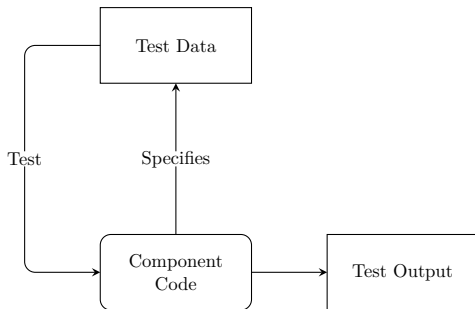 Test Data
Test
Specifies
Component
Code
Test Output